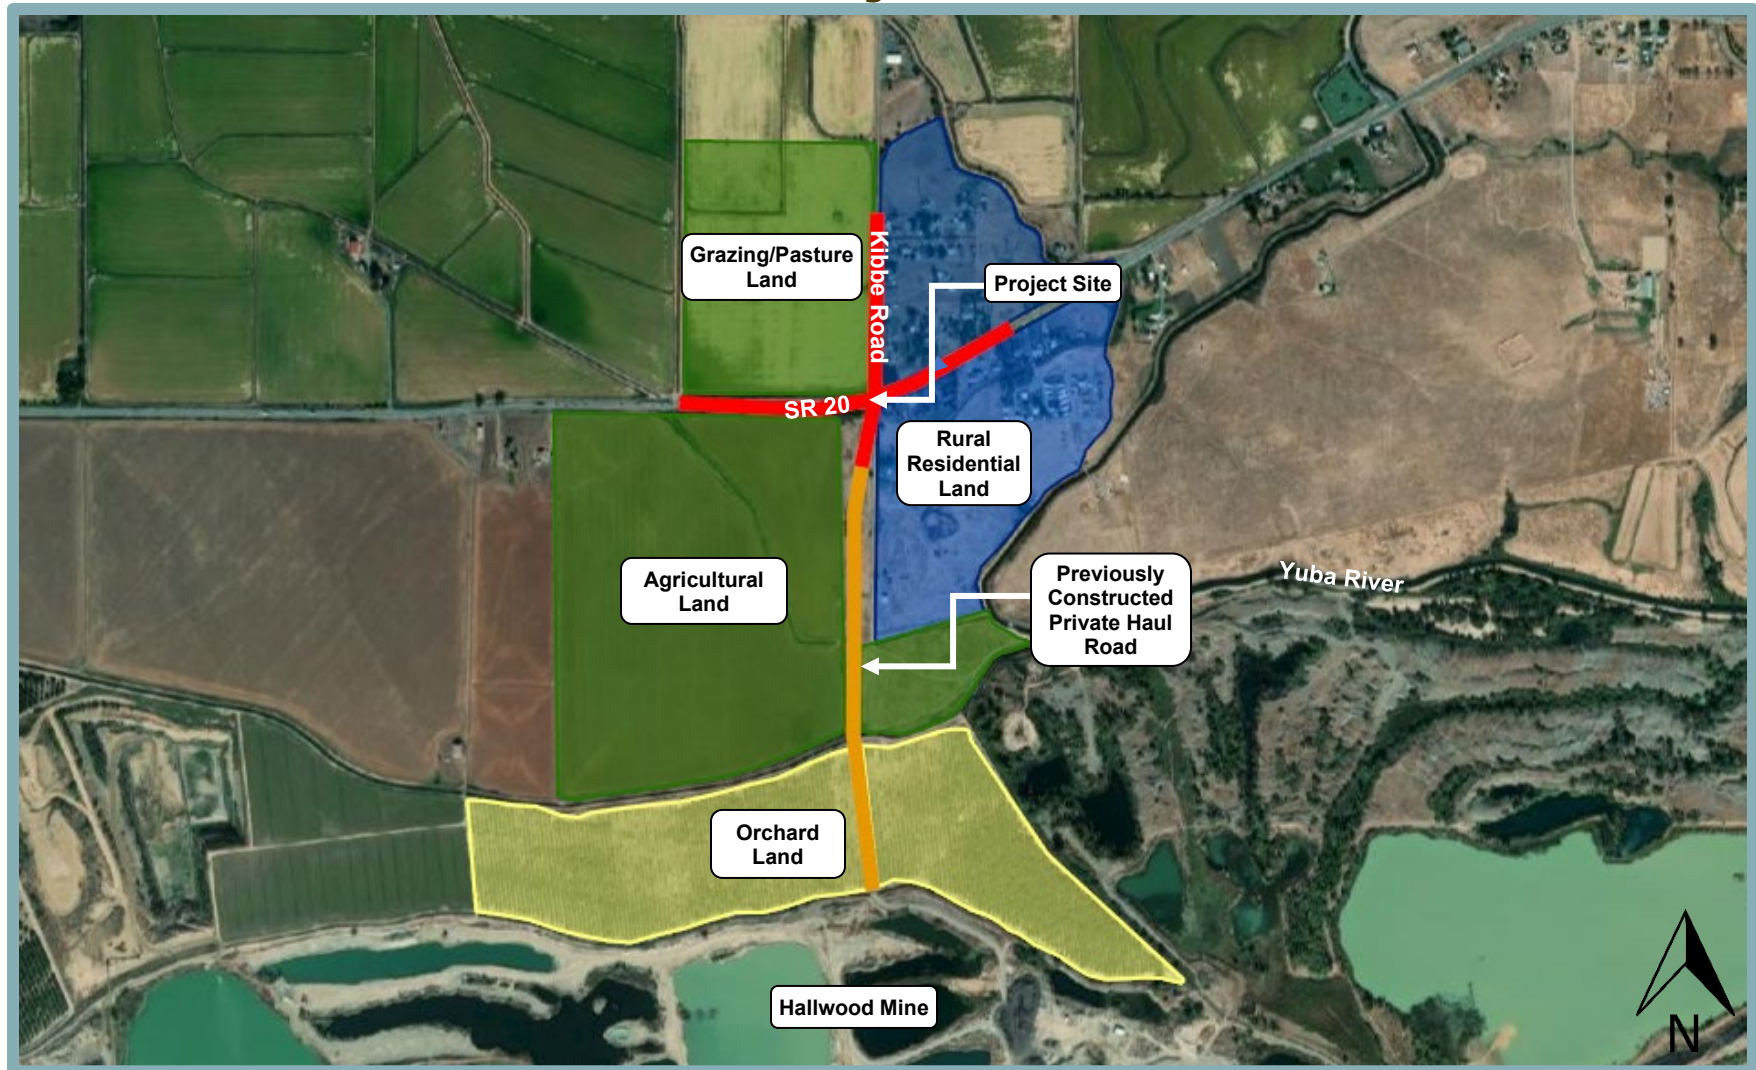 Grazing/Pasture
Land
Kibbe Road
Project Site
SR 20
Rural
Residential
Land
Agricultural
Land
Previously
Constructed
Private Haul
Road
Yuba River
Orchard
Land
Hallwood Mine
N